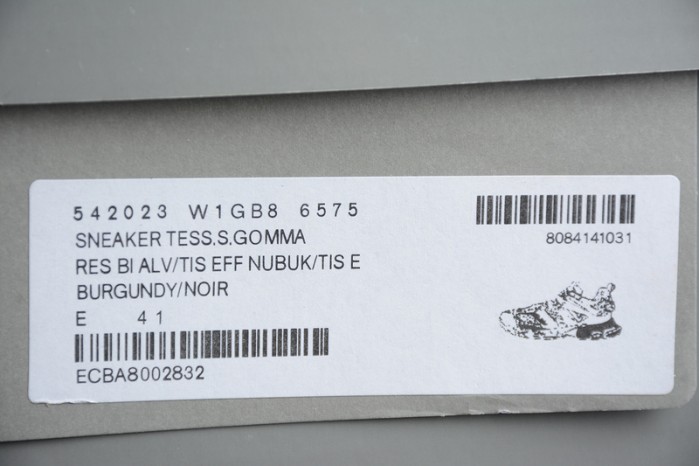 542023 W1GB8 6575
SNEAKER TESS.S.GOMMA
RES BI ALV/TIS EFF NUBUK/TIS E
BURGUNDY/NOIR
E 41
ECBA8002832
8084141031